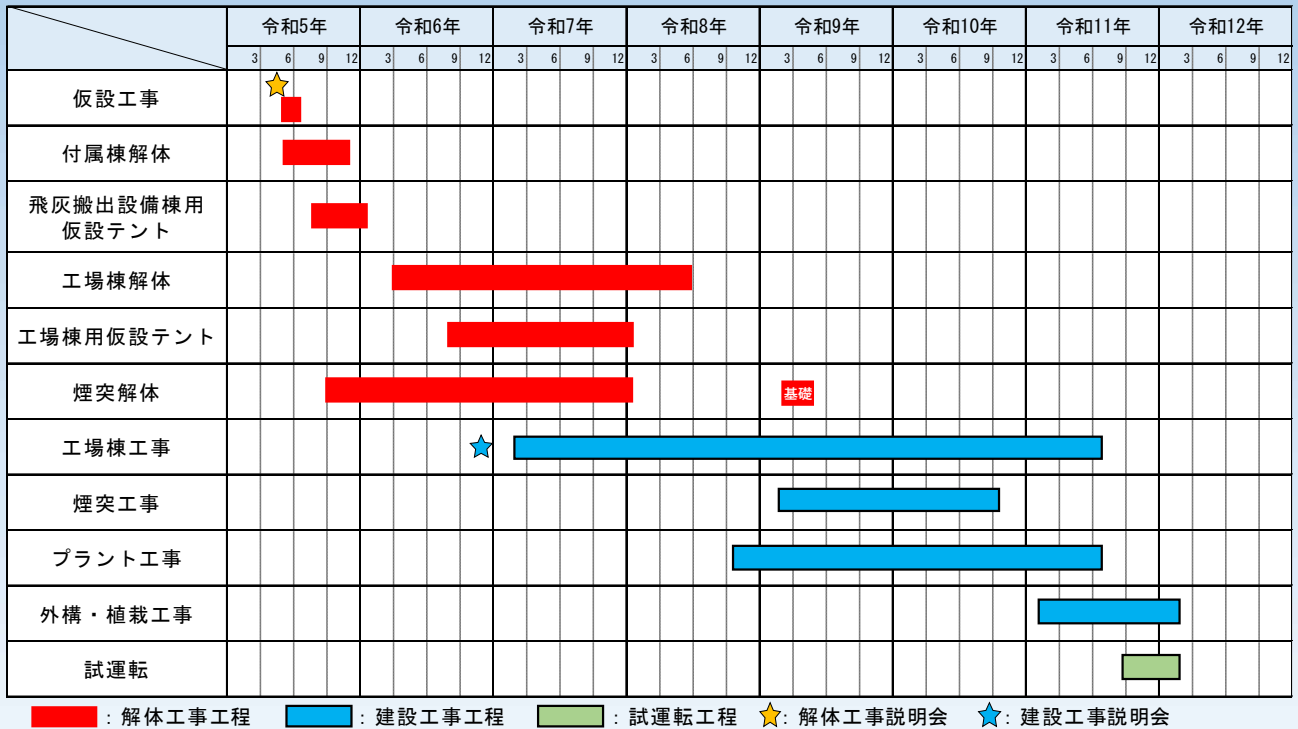 令和5年 令和6年 令和7年 令和8年 令和9年 令和10年 令和11年 令和12年
3 6 9 12 3 6 9 12 3 6 9 12 3 6 9 12 3 6 9 12 3 6 9 12 3 6 9 12 3 6 9 12
仮設工事
付属棟解体
飛灰搬出設備棟用
仮設テント
工場棟解体
工場棟用仮設テント
煙突解体 基礎
工場棟工事
煙突工事
プラント工事
外構・植栽工事
試運転
：解体工事工程 ：建設工事工程 ：試運転工程 ：解体工事説明会 ：建設工事説明会